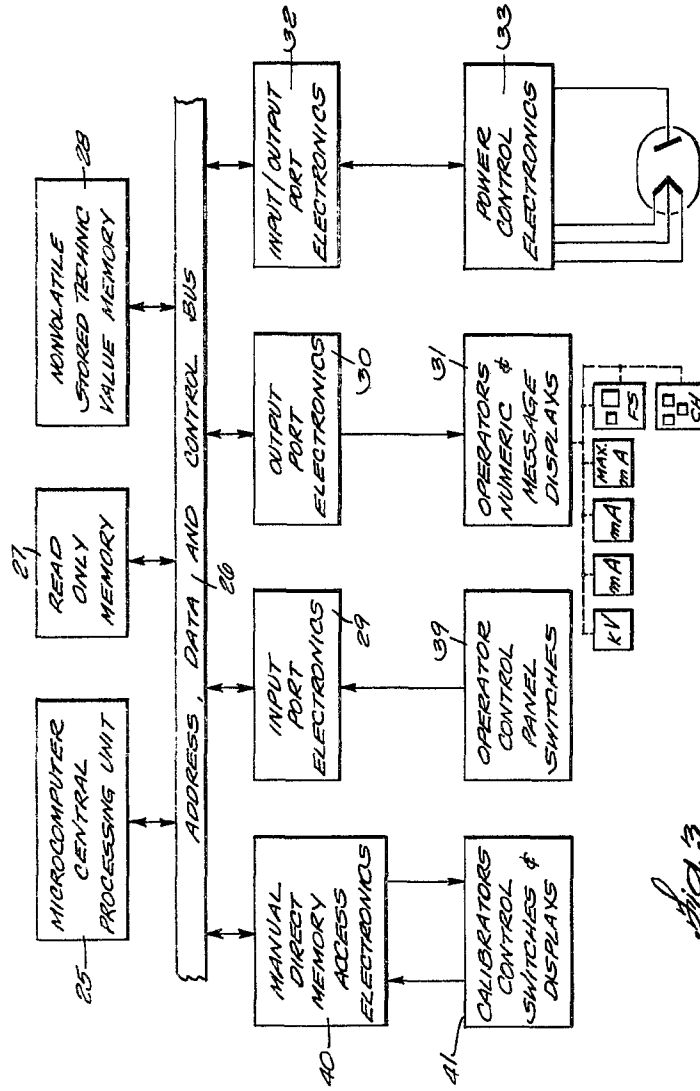 MICROCOMPUTER
CENTRAL
PROCESSING UNIT
25
27
READ
ONLY
MEMORY
NONVOLATILE
STORED TECHNIC
VALUE MEMORY
28
ADDRESS, DATA, AND CONTROL BUS
26
MANUAL
DIRECT
MEMORY
ACCESS
ELECTRONICS
40
INPUT
PORT
ELECTRONICS
29
OUTPUT
PORT
ELECTRONICS
30
INPUT/OUTPUT
PORT
ELECTRONICS
32
41
CALIBRATORS
CONTROL
SWITCHES &
DISPLAYS
39
OPERATOR
CONTROL
PANEL
SWITCHES
31
OPERATORS
NUMERIC &
MESSAGE
DISPLAYS
33
POWER
CONTROL
ELECTRONICS
kV
mA
mA
MAX.
mA
FS
CH
Fig. 3